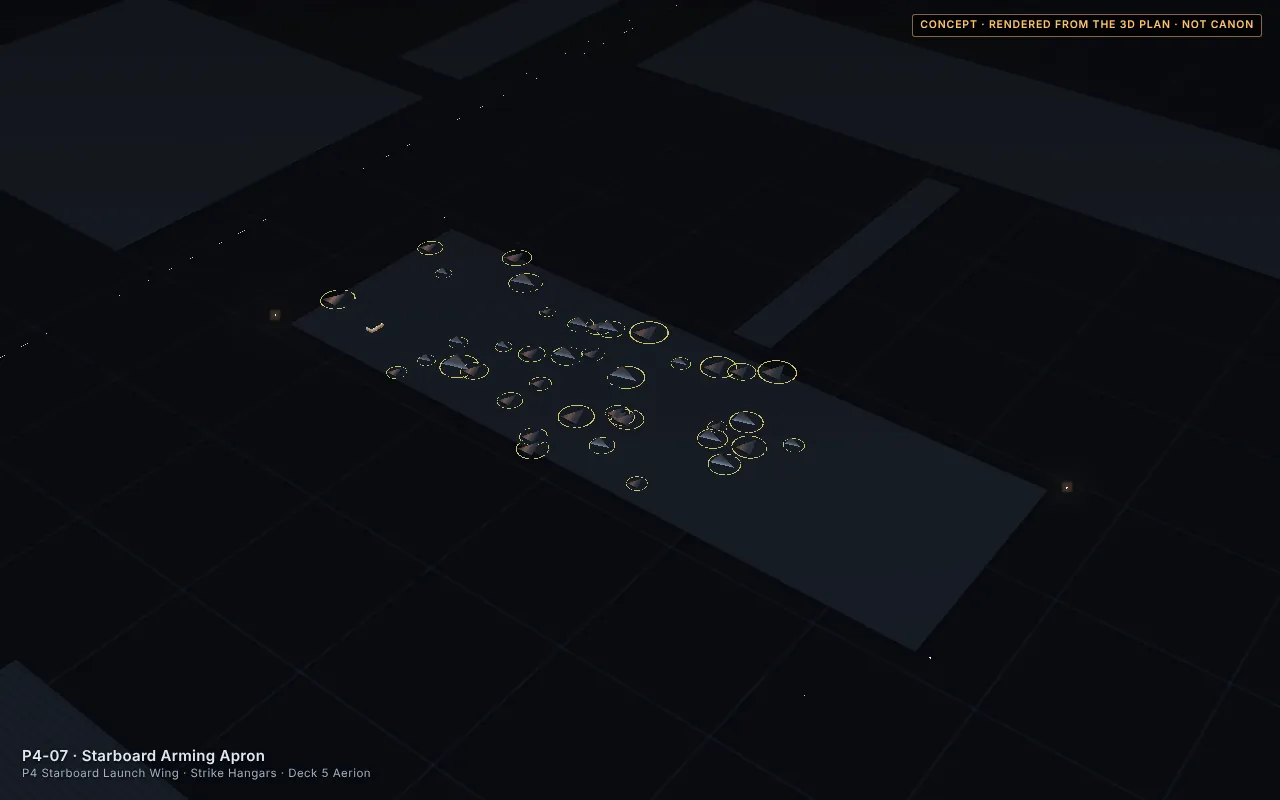 CONCEPT · RENDERED FROM THE 3D PLAN · NOT CANON
P4-07 · Starboard Arming Apron
P4 Starboard Launch Wing · Strike Hangars · Deck 5 Aerion